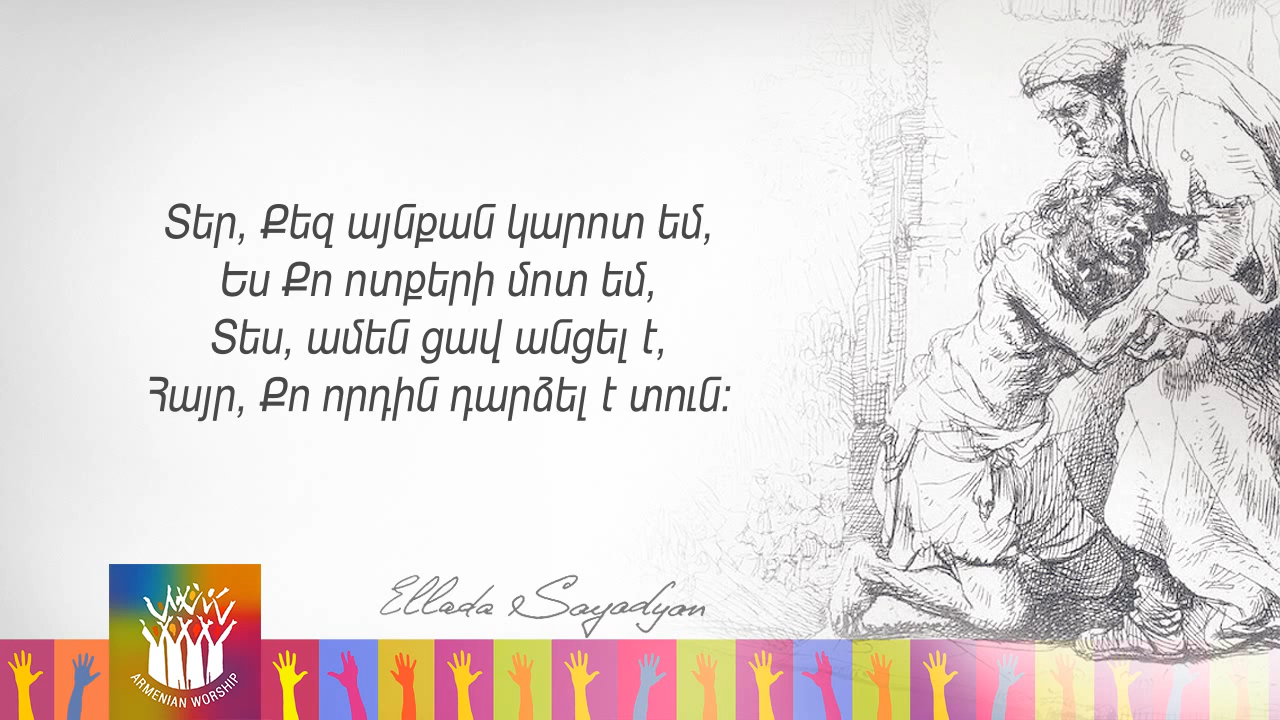 Տեր, Քեզ այնքան կարոտ եմ,
Ես Քո ոտքերի մոտ եմ,
Տես, ամեն ցավ անցել է,
Հայր, Քո որդին դարձել է տուն:
Ellada Sayadyan
ARMENIAN WORSHIP